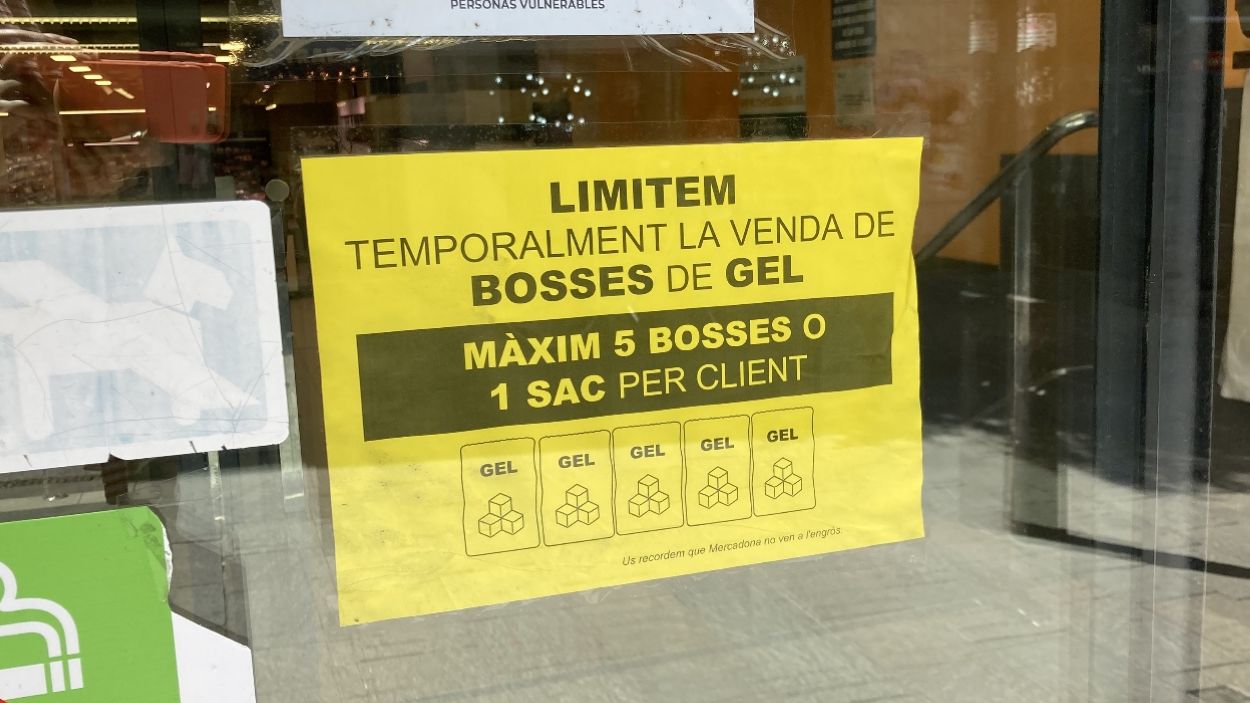 PERSONAS VULNERABLES
LIMITEM
TEMPORALMENT LA VENDA DE
BOSSES DE GEL
MÀXIM 5 BOSSES O
1 SAC PER CLIENT
GEL GEL GEL GEL GEL
Us recordem que Mercadona no ven a l'engròs.